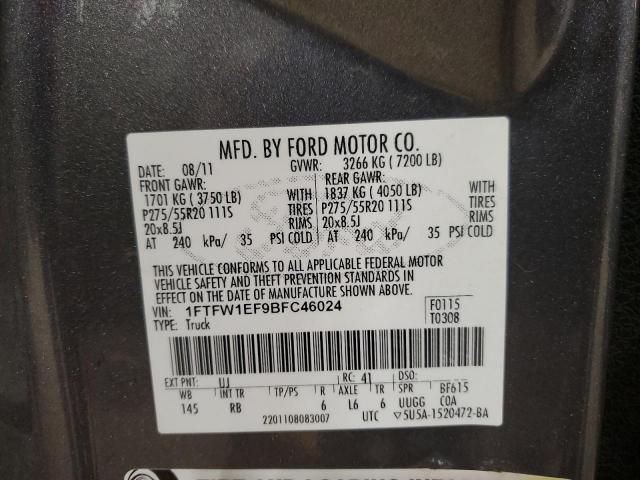 MFD. BY FORD MOTOR CO.
DATE: 08/11 GVWR: 3266 KG ( 7200 LB)
FRONT GAWR: REAR GAWR:
1701 KG ( 3750 LB) WITH 1837 KG ( 4050 LB) WITH
P275/55R20 111S TIRES P275/55R20 111S TIRES
20x8.5J RIMS 20x8.5J RIMS
AT 240 kPa/ 35 PSI COLD AT 240 kPa/ 35 PSI COLD
THIS VEHICLE CONFORMS TO ALL APPLICABLE FEDERAL MOTOR
VEHICLE SAFETY AND THEFT PREVENTION STANDARDS IN
EFFECT ON THE DATE OF MANUFACTURE SHOWN ABOVE.
VIN: 1FTFW1EF9BFC46024 F0115
TYPE: Truck T0308
EXT PNT: UJ RC: 41 DSO:
WB INT TR TP/PS R AXLE TR SPR BF615
145 RB 6 L6 6 UUGG COA
2201108083007 UTC 5U5A-1520472-BA